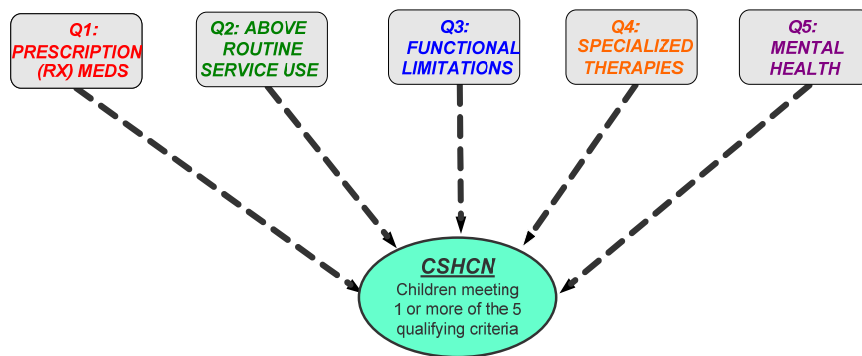 Q1:
PRESCRIPTION
(RX) MEDS
Q2: ABOVE
ROUTINE
SERVICE USE
Q3:
FUNCTIONAL
LIMITATIONS
Q4:
SPECIALIZED
THERAPIES
Q5:
MENTAL
HEALTH
CSHCN
Children meeting
1 or more of the 5
qualifying criteria